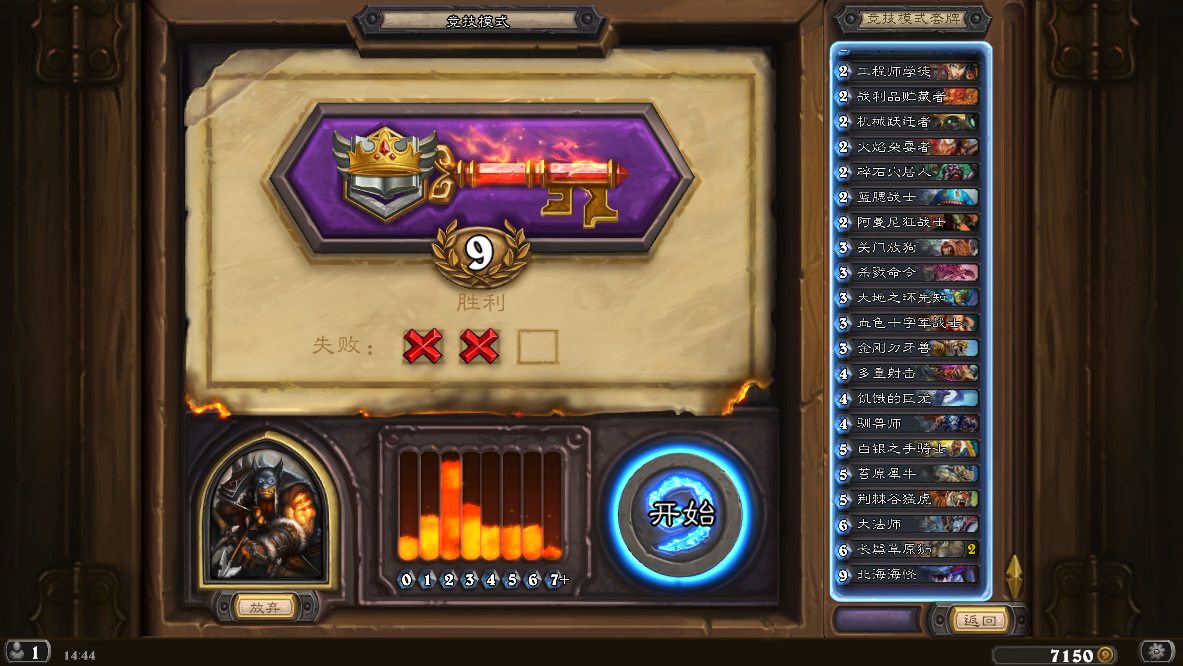 竞技模式
9
胜利
失败：
0 1 2 3 4 5 6 7+
开始
放弃
竞技模式套牌
2 工程师学徒
2 战利品贮藏者
2 机械跃迁者
2 火焰杂耍者
2 碎石穴居人
2 蓝腮战士
2 阿曼尼狂战士
3 关门放狗
3 杀戮命令
3 大地之环先知
3 血色十字军战士
3 金刚刃牙兽
4 多重射击
4 饥饿的巨龙
4 驯兽师
5 白银之手骑士
5 苔原犀牛
5 荆棘谷猛虎
6 大法师
6 长鬃草原狮 2
9 北海海怪
返回
1
14:44
7150